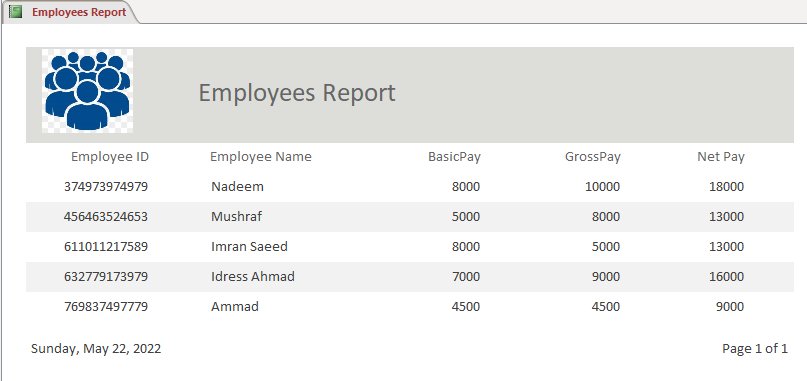 Employees Report
Employees Report
Employee ID Employee Name BasicPay GrossPay Net Pay
374973974979 Nadeem 8000 10000 18000
456463524653 Mushraf 5000 8000 13000
611011217589 Imran Saeed 8000 5000 13000
632779173979 Idress Ahmad 7000 9000 16000
769837497779 Ammad 4500 4500 9000
Sunday, May 22, 2022 Page 1 of 1